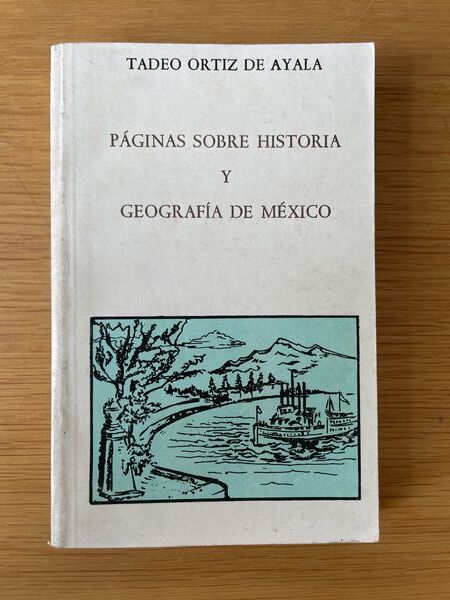 TADEO ORTIZ DE AYALA
PÁGINAS SOBRE HISTORIA
Y
GEOGRAFÍA DE MÉXICO